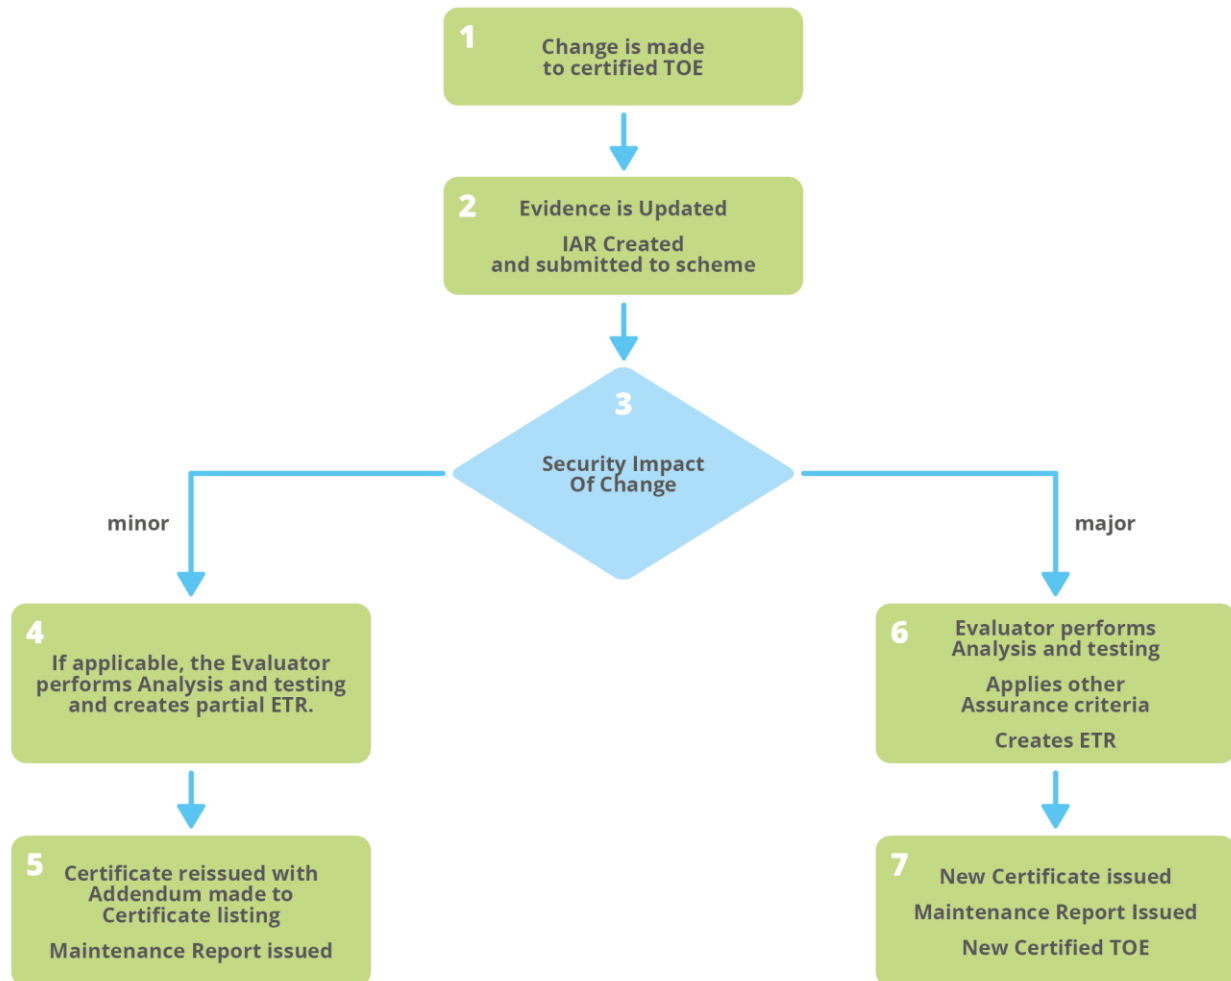 1
Change is made
to certified TOE
2
Evidence is Updated
IAR Created
and submitted to scheme
3
Security Impact
Of Change
minor
major
4
If applicable, the Evaluator
performs Analysis and testing
and creates partial ETR.
6
Evaluator performs
Analysis and testing
Applies other
Assurance criteria
Creates ETR
5
Certificate reissued with
Addendum made to
Certificate listing
Maintenance Report issued
7
New Certificate issued
Maintenance Report Issued
New Certified TOE